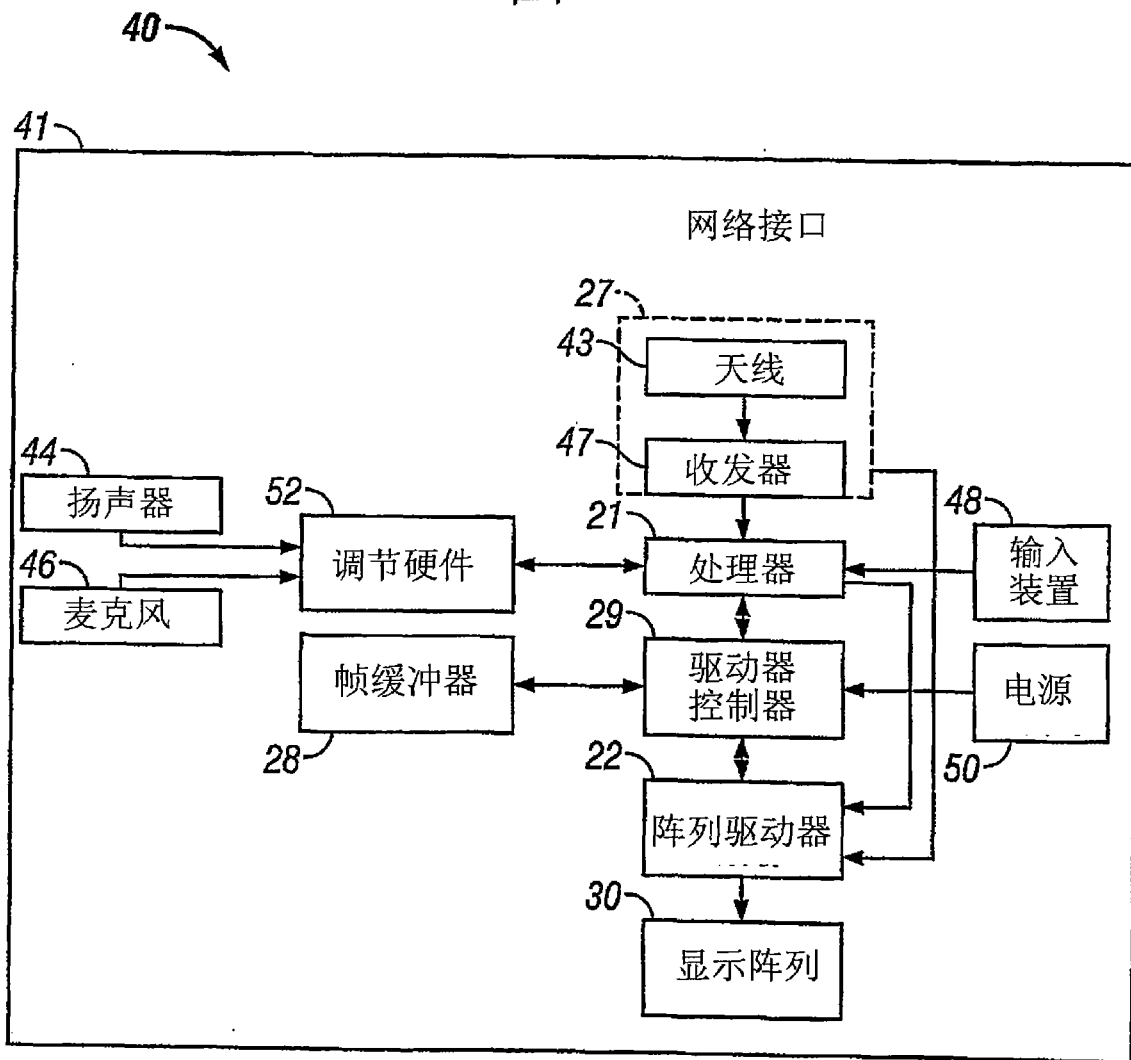 40
41
网络接口
27
43
天线
47
收发器
44
扬声器
52
调节硬件
21
处理器
48
输入
装置
46
麦克风
29
驱动器
控制器
帧缓冲器
28
电源
50
22
阵列驱动器
30
显示阵列